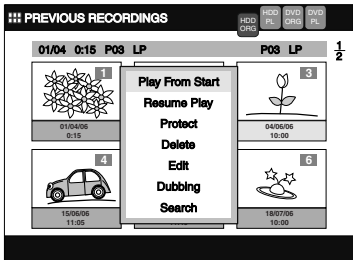 PREVIOUS RECORDINGS
HDD ORG
HDD PL
DVD ORG
DVD PL
01/04 0:15 P03 LP P03 LP
1/2
1
01/04/06
0:15
Play From Start
Resume Play
Protect
Delete
Edit
Dubbing
Search
3
04/06/06
10:00
4
15/06/06
11:05
6
18/07/06
10:00